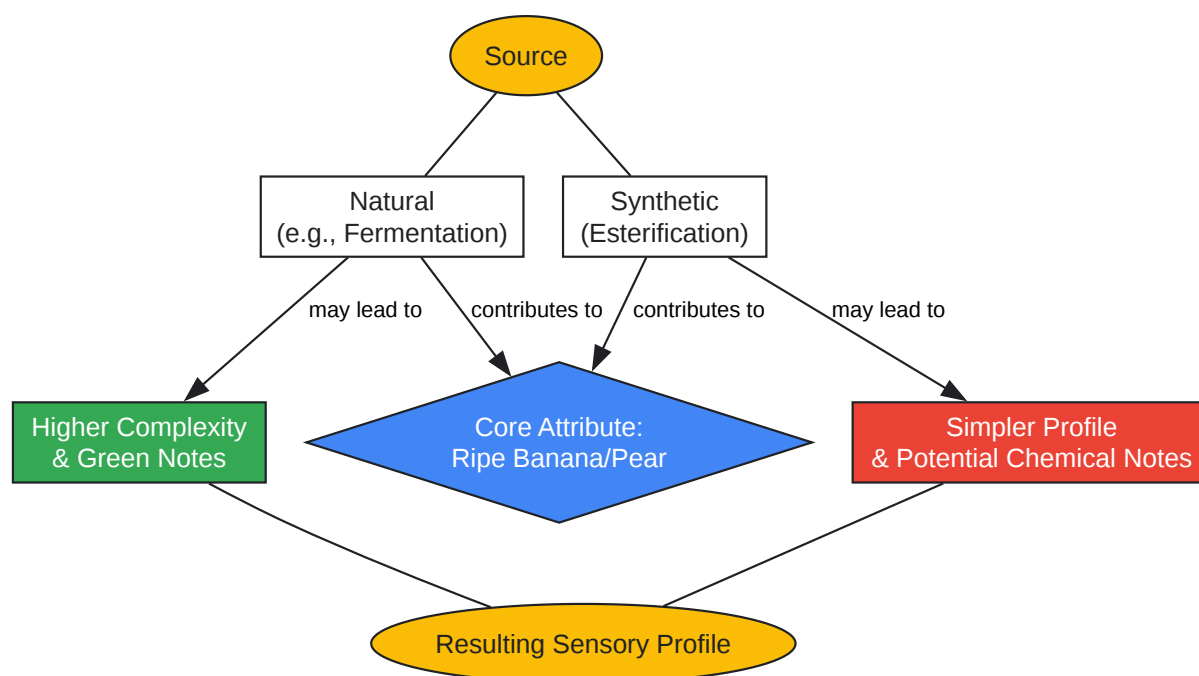 Source
Natural
(e.g., Fermentation)
Synthetic
(Esterification)
may lead to
contributes to
contributes to
may lead to
Higher Complexity
& Green Notes
Core Attribute:
Ripe Banana/Pear
Simpler Profile
& Potential Chemical Notes
Resulting Sensory Profile